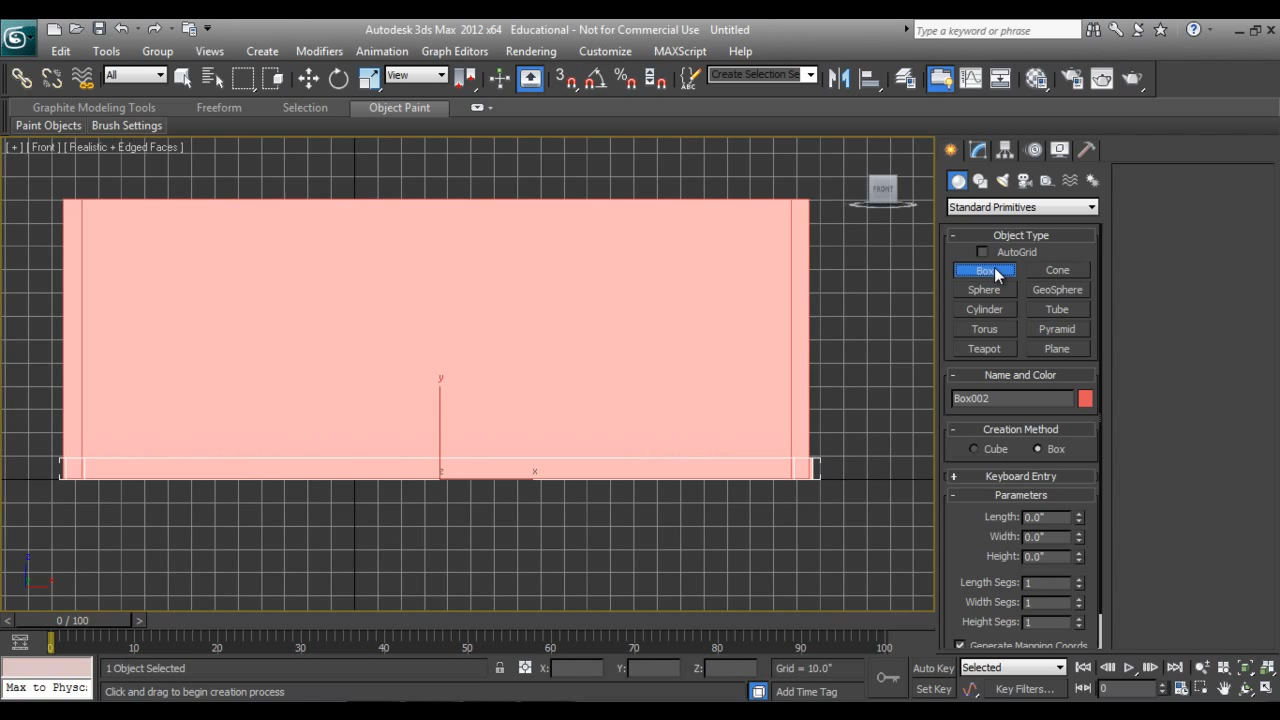 Autodesk 3ds Max 2012 x64 Educational - Not for Commercial Use Untitled
Type a keyword or phrase
Edit Tools Group Views Create Modifiers Animation Graph Editors Rendering Customize MAXScript Help
All View 3 Create Selection Se
ABC
Graphite Modeling Tools Freeform Selection Object Paint
Paint Objects Brush Settings
[ + ] [ Front ] [ Realistic + Edged Faces ]
FRONT
Standard Primitives
- Object Type
AutoGrid
Box Cone
Sphere GeoSphere
Cylinder Tube
Torus Pyramid
Teapot Plane
- Name and Color
Box002
- Creation Method
Cube Box
+ Keyboard Entry
- Parameters
Length: 0.0"
Width: 0.0"
Height: 0.0"
Length Segs: 1
Width Segs: 1
Height Segs: 1
Generate Mapping Coords.
y
z x
z
< 0 / 100 >
0 10 20 30 40 50 60 70 80 90 100
1 Object Selected X: Y: Z: Grid = 10.0" Auto Key Selected
Max to Physca
Click and drag to begin creation process Add Time Tag Set Key Key Filters... 0